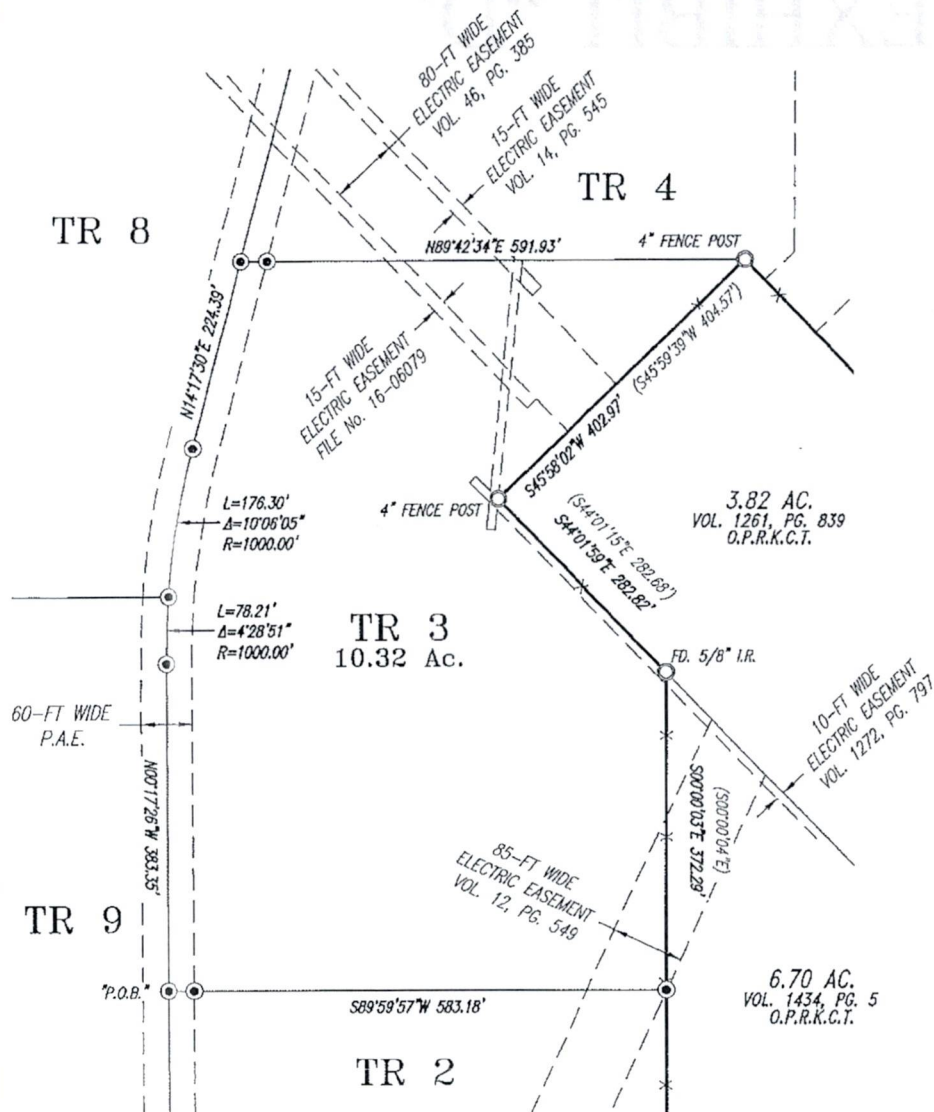 80-FT WIDE
ELECTRIC EASEMENT
VOL. 46, PG. 385
15-FT WIDE
ELECTRIC EASEMENT
VOL. 14, PG. 545
TR 4
TR 8
N89°42'34"E 591.93'
4" FENCE POST
N14°17'30"E 224.39'
15-FT WIDE
ELECTRIC EASEMENT
FILE No. 16-06079
S45°58'02"W 402.97'
(S45°59'39"W 404.57')
L=176.30'
Δ=10°06'05"
R=1000.00'
4" FENCE POST
(S44°01'15"E 282.68')
S44°01'59"E 282.82'
3.82 AC.
VOL. 1261, PG. 839
O.P.R.K.C.T.
L=78.21'
Δ=4°28'51"
R=1000.00'
TR 3
10.32 Ac.
FD. 5/8" I.R.
60-FT WIDE
P.A.E.
10-FT WIDE
ELECTRIC EASEMENT
VOL. 1272, PG. 797
N00°17'26"W 383.35'
(S00°00'04"E)
S00°00'03"E 372.29'
85-FT WIDE
ELECTRIC EASEMENT
VOL. 12, PG. 549
TR 9
"P.O.B."
S89°59'57"W 583.18'
6.70 AC.
VOL. 1434, PG. 5
O.P.R.K.C.T.
TR 2